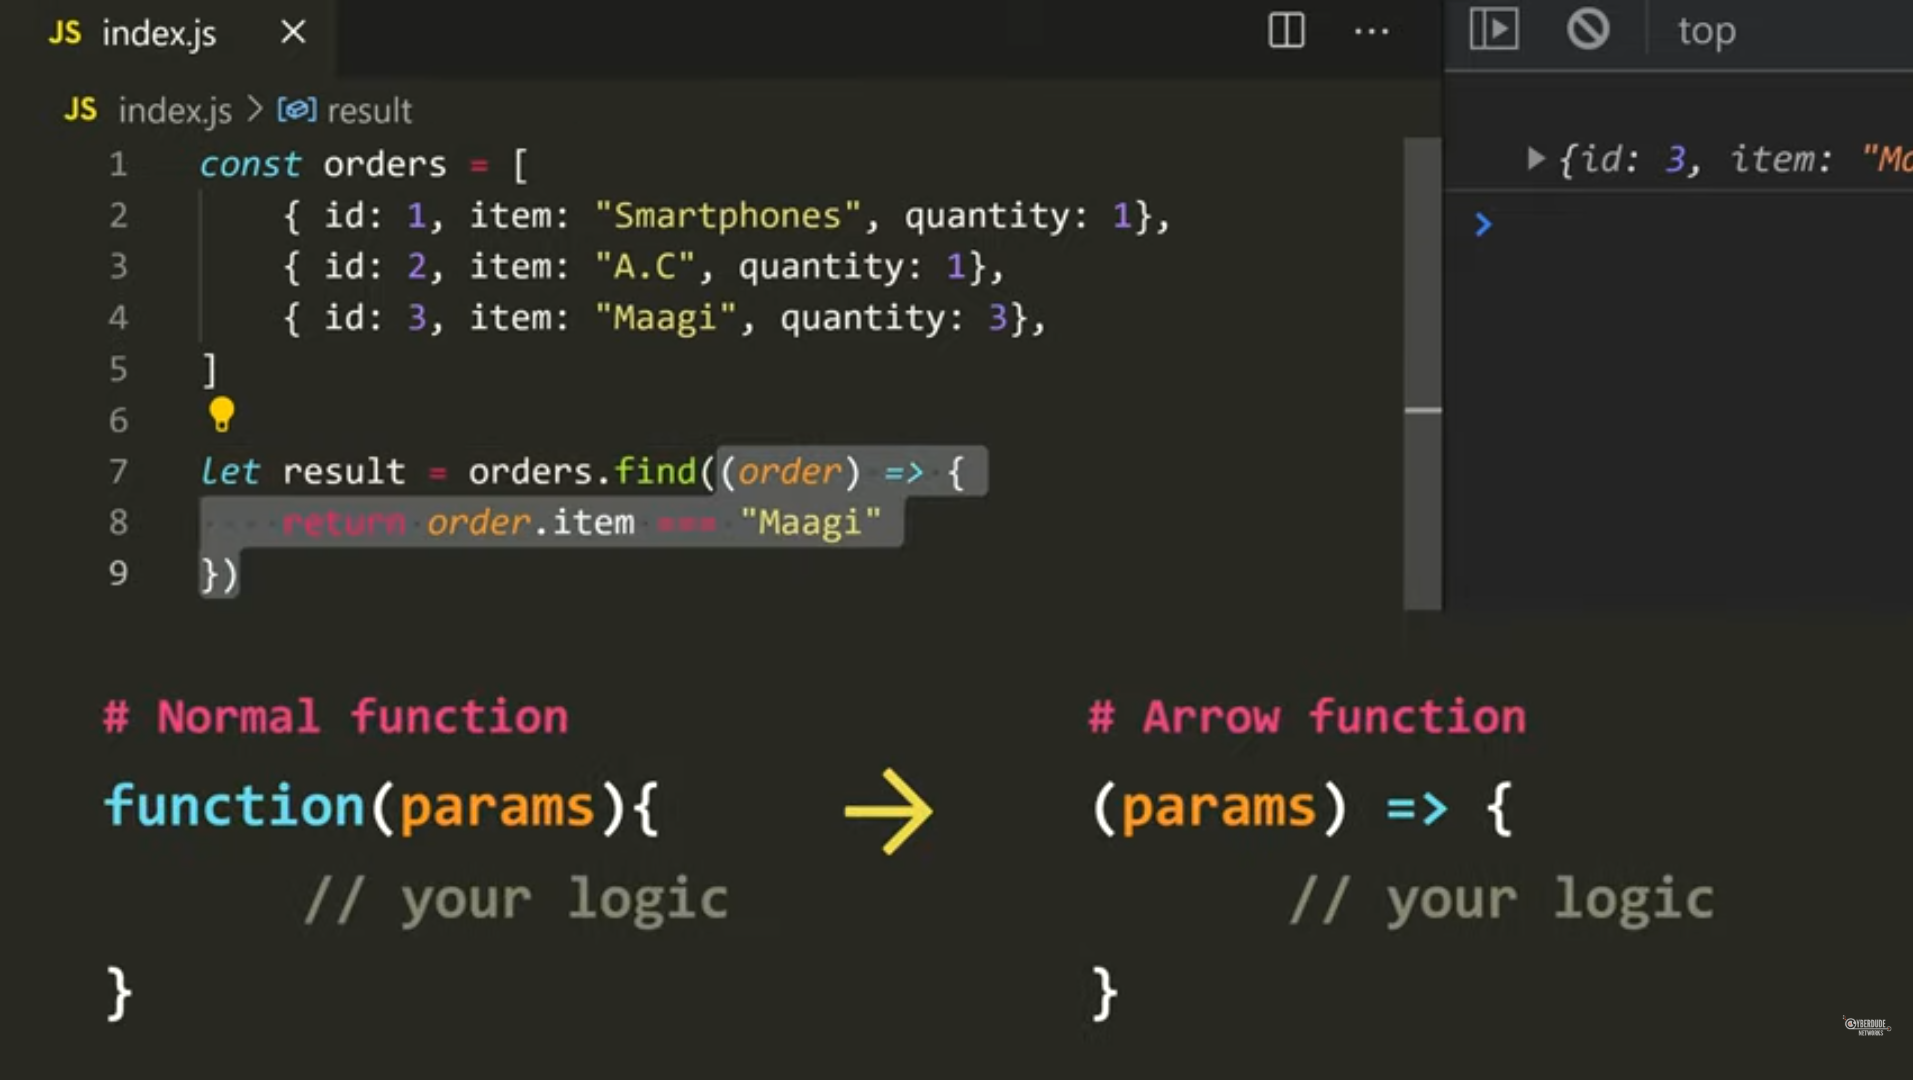 JS index.js ×
top
JS index.js > result
1 const orders = [
2 { id: 1, item: "Smartphones", quantity: 1},
3 { id: 2, item: "A.C", quantity: 1},
4 { id: 3, item: "Maagi", quantity: 3},
5 ]
6
7 let result = orders.find((order) => {
8 return order.item === "Maagi"
9 })
{id: 3, item: "Ma
# Normal function
function(params){
// your logic
}
# Arrow function
(params) => {
// your logic
}
CYBERDUDE
NETWORKS